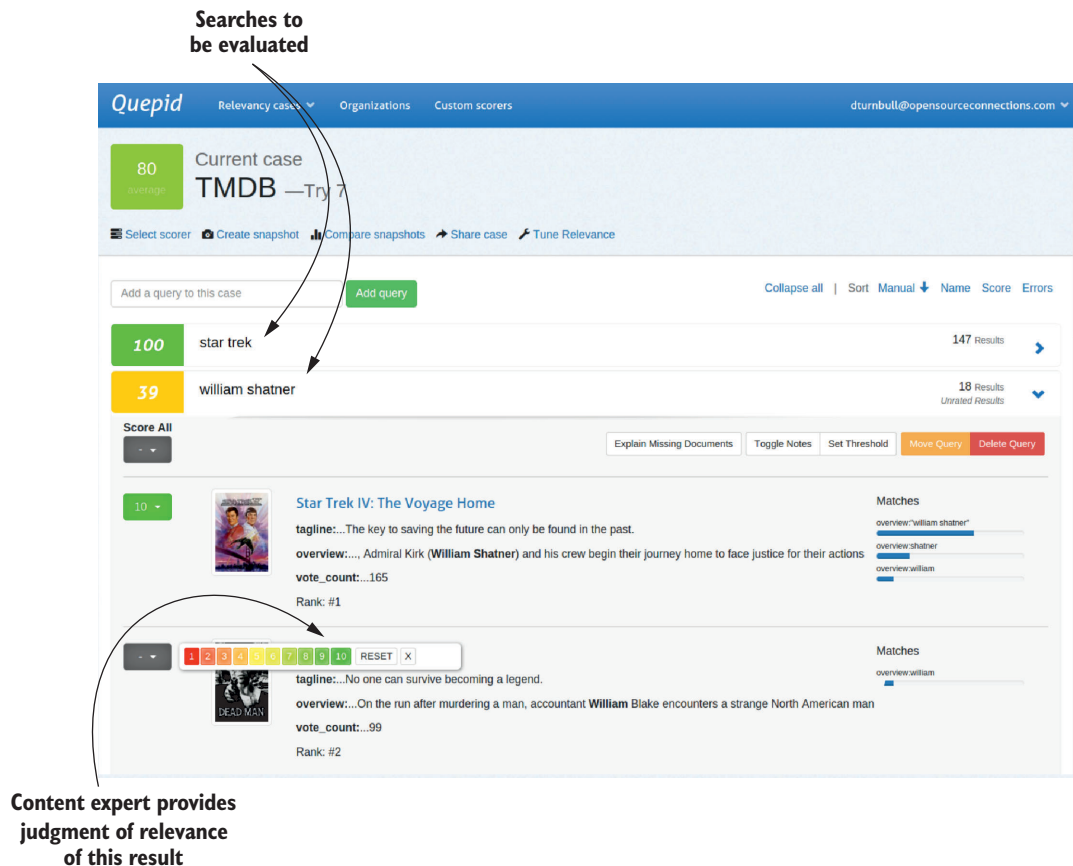 Searches to
be evaluated
Quepid Relevancy cases Organizations Custom scorers dturnbull@opensourceconnections.com
80
average
Current case
TMDB —Try 7
Select scorer Create snapshot Compare snapshots Share case Tune Relevance
Add a query to this case Add query Collapse all | Sort Manual Name Score Errors
100 star trek 147 Results
39 william shatner 18 Results
Unrated Results
Score All
- Explain Missing Documents Toggle Notes Set Threshold Move Query Delete Query
10 Star Trek IV: The Voyage Home Matches
tagline:...The key to saving the future can only be found in the past. overview:"william shatner"
overview:..., Admiral Kirk (William Shatner) and his crew begin their journey home to face justice for their actions overview:shatner
vote_count:...165 overview:william
Rank: #1
- 1 2 3 4 5 6 7 8 9 10 RESET X Matches
tagline:...No one can survive becoming a legend. overview:william
DEAD MAN overview:...On the run after murdering a man, accountant William Blake encounters a strange North American man
vote_count:...99
Rank: #2
Content expert provides
judgment of relevance
of this result